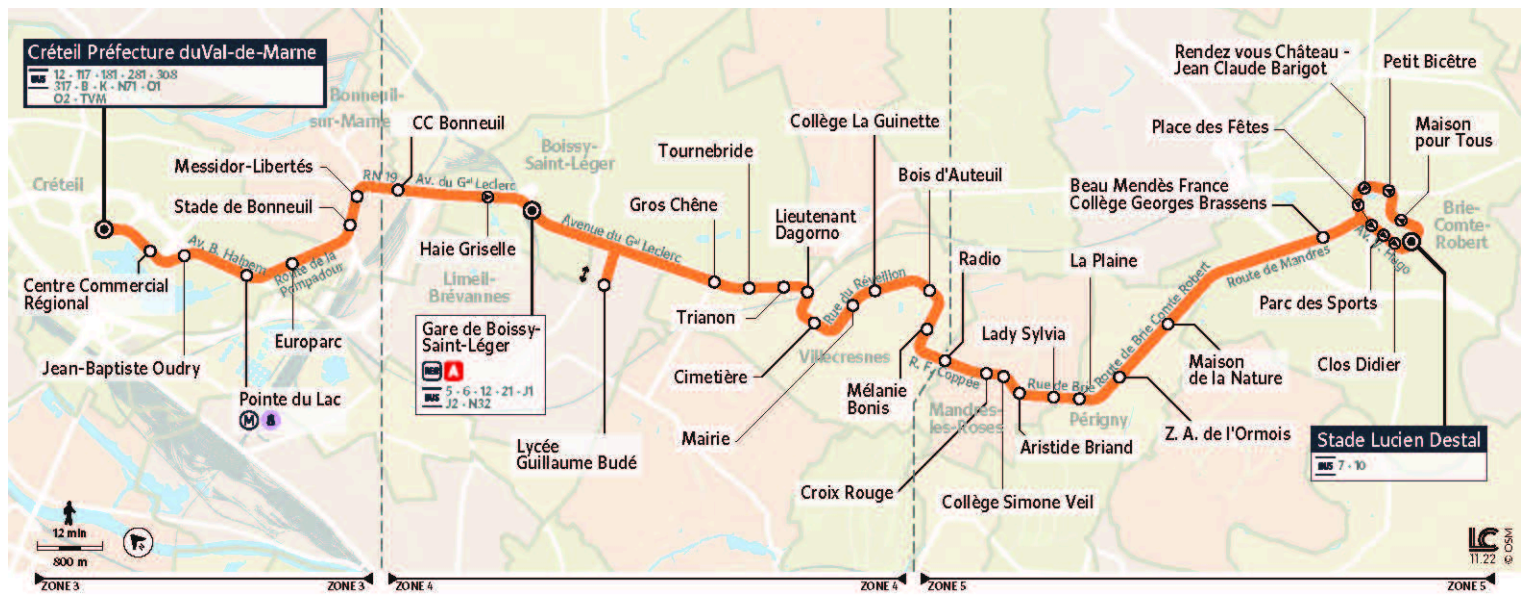 Créteil Préfecture duVal-de-Marne
BUS 12 - 117 - 181 - 281 - 308
317 - B - K - N71 - O1
O2 - TVM
Créteil
Centre Commercial
Régional
Jean-Baptiste Oudry
Av. B. Halpern
Pointe du Lac
M 8
Europarc
Route de la
Pompadour
Stade de Bonneuil
Messidor-Libertés
Bonneuil-
sur-Marne
RN 19
CC Bonneuil
Av. du Gal Leclerc
Haie Griselle
Limeil-
Brévannes
Boissy-
Saint-Léger
Gare de Boissy-
Saint-Léger
RER A
BUS 5 - 6 - 12 - 21 - J1
J2 - N32
Avenue du Gal Leclerc
Lycée
Guillaume Budé
Gros Chêne
Tournebride
Trianon
Lieutenant
Dagorno
Cimetière
Villecresnes
Rue du Réveillon
Mairie
Collège La Guinette
Bois d'Auteuil
Mélanie
Bonis
Radio
R. F. Coppée
Croix Rouge
Mandres-
les-Roses
Collège Simone Veil
Aristide Briand
Lady Sylvia
Rue de Brie
La Plaine
Périgny
Z. A. de l'Ormois
Route de Brie Comte Robert
Maison
de la Nature
Route de Mandres
Beau Mendès France
Collège Georges Brassens
Place des Fêtes
Rendez vous Château -
Jean Claude Barigot
Petit Bicêtre
Maison
pour Tous
Brie-
Comte-
Robert
Av. V. Hugo
Parc des Sports
Clos Didier
Stade Lucien Destal
BUS 7 - 10
12 min
800 m
LC
11.22
© OSM
ZONE 3
ZONE 3
ZONE 4
ZONE 4
ZONE 5
ZONE 5